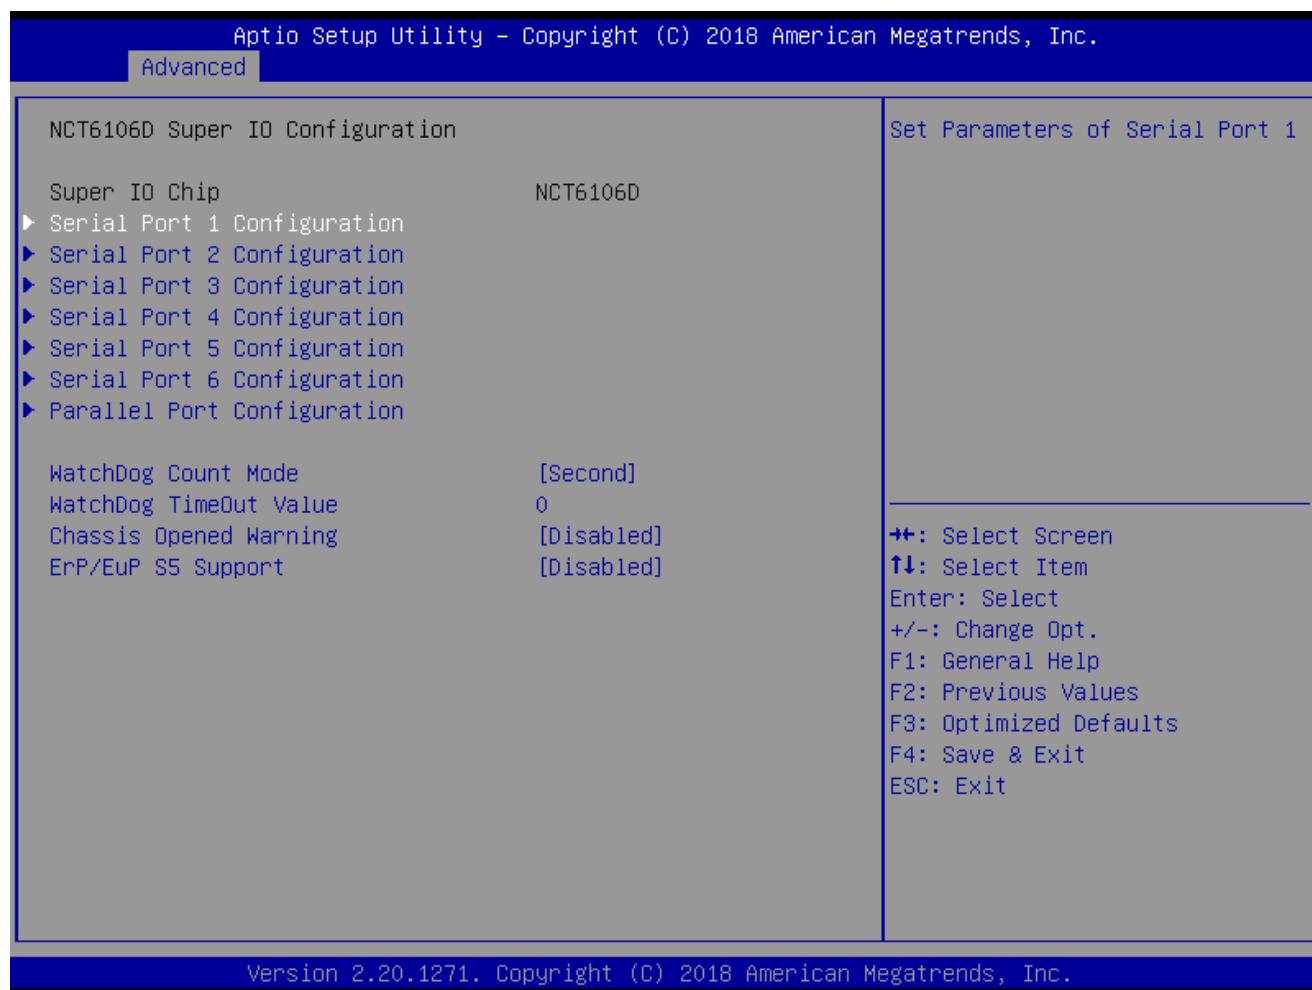 Aptio Setup Utility – Copyright (C) 2018 American Megatrends, Inc.
Advanced
NCT6106D Super IO Configuration
Super IO Chip NCT6106D
Serial Port 1 Configuration
Serial Port 2 Configuration
Serial Port 3 Configuration
Serial Port 4 Configuration
Serial Port 5 Configuration
Serial Port 6 Configuration
Parallel Port Configuration
WatchDog Count Mode [Second]
WatchDog TimeOut Value 0
Chassis Opened Warning [Disabled]
ErP/EuP S5 Support [Disabled]
Set Parameters of Serial Port 1
→←: Select Screen
↑↓: Select Item
Enter: Select
+/-: Change Opt.
F1: General Help
F2: Previous Values
F3: Optimized Defaults
F4: Save & Exit
ESC: Exit
Version 2.20.1271. Copyright (C) 2018 American Megatrends, Inc.